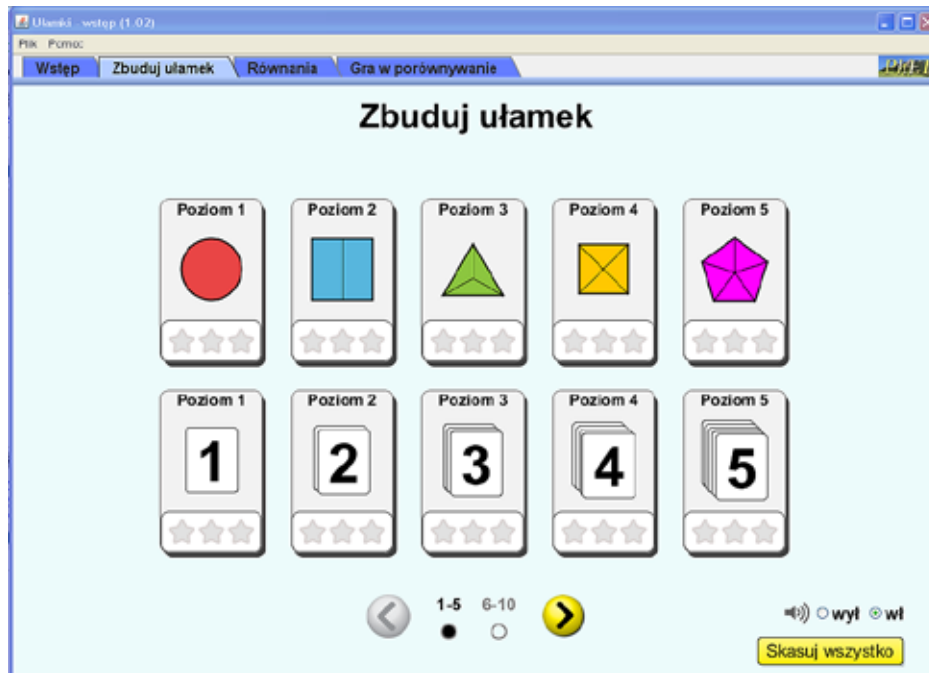 Ułamki - wstęp (1.02)
Plik Pomoc
Wstęp Zbuduj ułamek Równania Gra w porównywanie
Zbuduj ułamek
Poziom 1 Poziom 2 Poziom 3 Poziom 4 Poziom 5
Poziom 1 Poziom 2 Poziom 3 Poziom 4 Poziom 5
1 2 3 4 5
1-5 6-10
wył wł
Skasuj wszystko